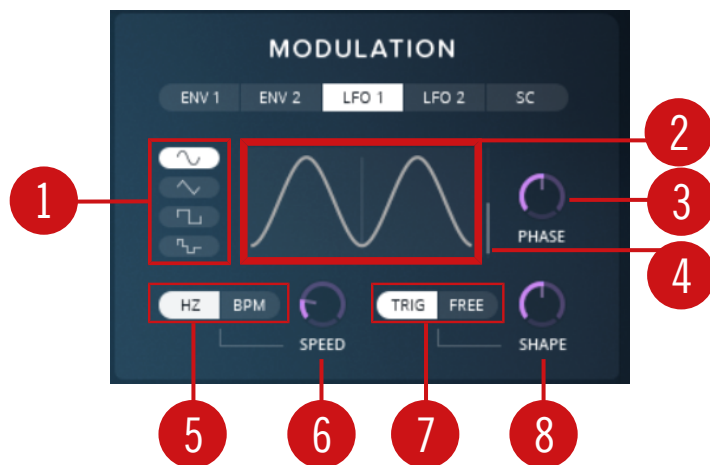 MODULATION
ENV 1 ENV 2 LFO 1 LFO 2 SC
2
1
3
PHASE
4
HZ BPM TRIG FREE
SPEED SHAPE
5 6 7 8